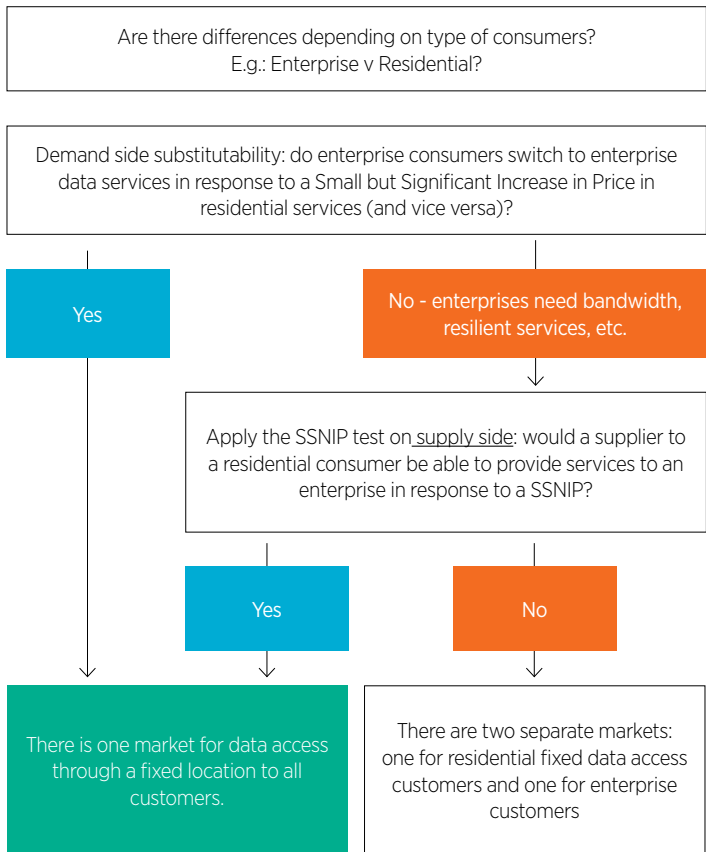 Are there differences depending on type of consumers?
E.g.: Enterprise v Residential?
Demand side substitutability: do enterprise consumers switch to enterprise
data services in response to a Small but Significant Increase in Price in
residential services (and vice versa)?
Yes
No - enterprises need bandwidth,
resilient services, etc.
Apply the SSNIP test on supply side: would a supplier to
a residential consumer be able to provide services to an
enterprise in response to a SSNIP?
Yes
No
There is one market for data access
through a fixed location to all
customers.
There are two separate markets:
one for residential fixed data access
customers and one for enterprise
customers